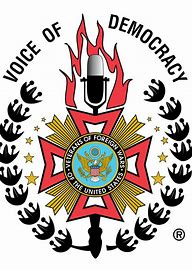 VOICE OF DEMOCRACY
VETERANS OF FOREIGN WARS
OF THE UNITED STATES
®